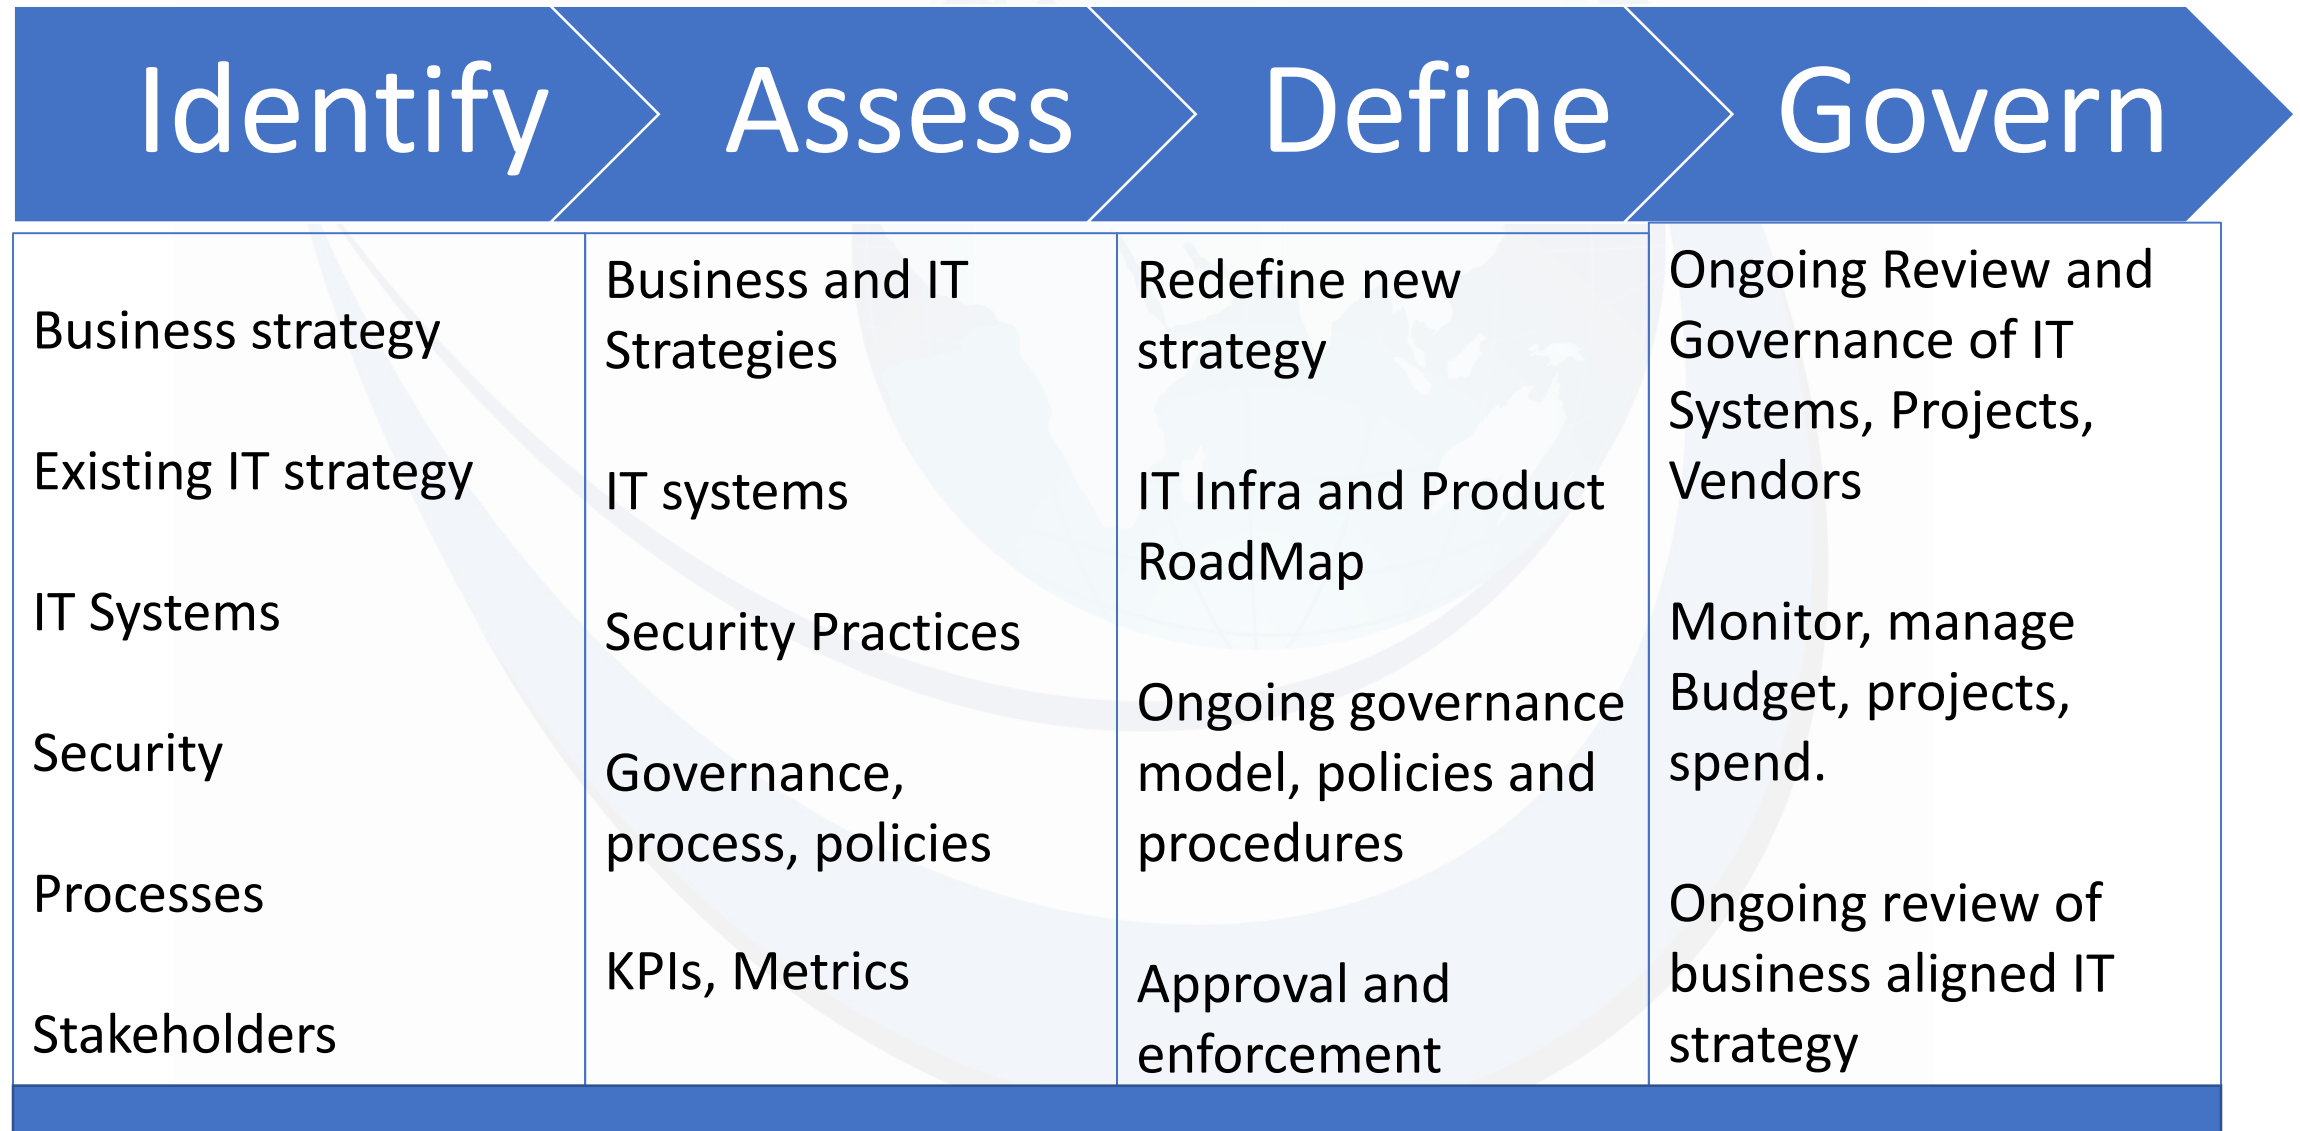 Identify
Assess
Define
Govern
Business strategy
Existing IT strategy
IT Systems
Security
Processes
Stakeholders
Business and IT
Strategies
IT systems
Security Practices
Governance,
process, policies
KPIs, Metrics
Redefine new
strategy
IT Infra and Product
RoadMap
Ongoing governance
model, policies and
procedures
Approval and
enforcement
Ongoing Review and
Governance of IT
Systems, Projects,
Vendors
Monitor, manage
Budget, projects,
spend.
Ongoing review of
business aligned IT
strategy